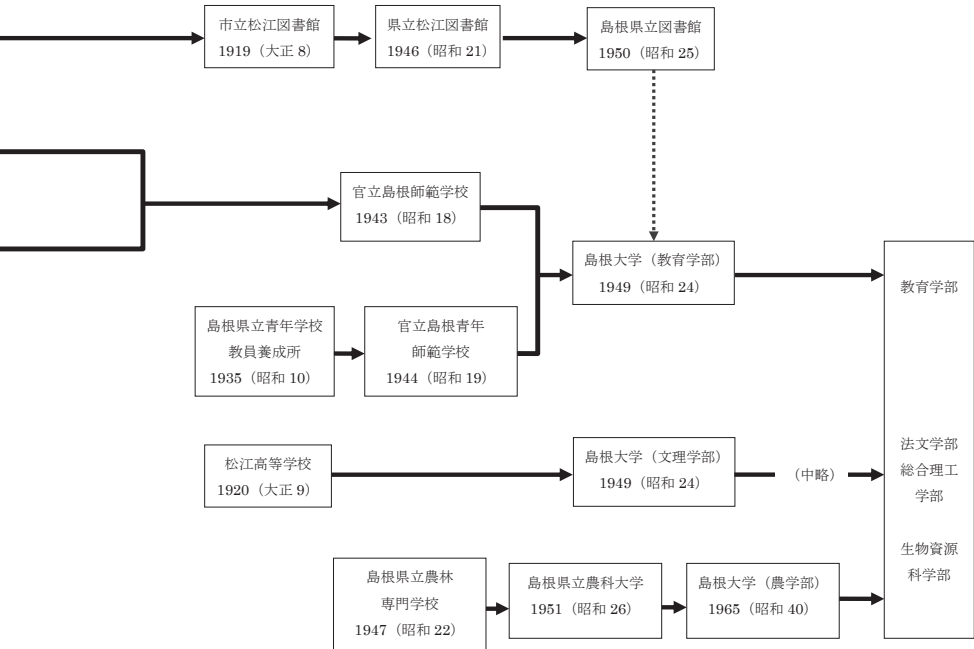 市立松江図書館
1919（大正 8）
県立松江図書館
1946（昭和 21）
島根県立図書館
1950（昭和 25）
官立島根師範学校
1943（昭和 18）
島根大学（教育学部）
1949（昭和 24）
教育学部
島根県立青年学校
教員養成所
1935（昭和 10）
官立島根青年
師範学校
1944（昭和 19）
松江高等学校
1920（大正 9）
島根大学（文理学部）
1949（昭和 24）
（中略）
法文学部
総合理工
学部
島根県立農林
専門学校
1947（昭和 22）
島根県立農科大学
1951（昭和 26）
島根大学（農学部）
1965（昭和 40）
生物資源
科学部